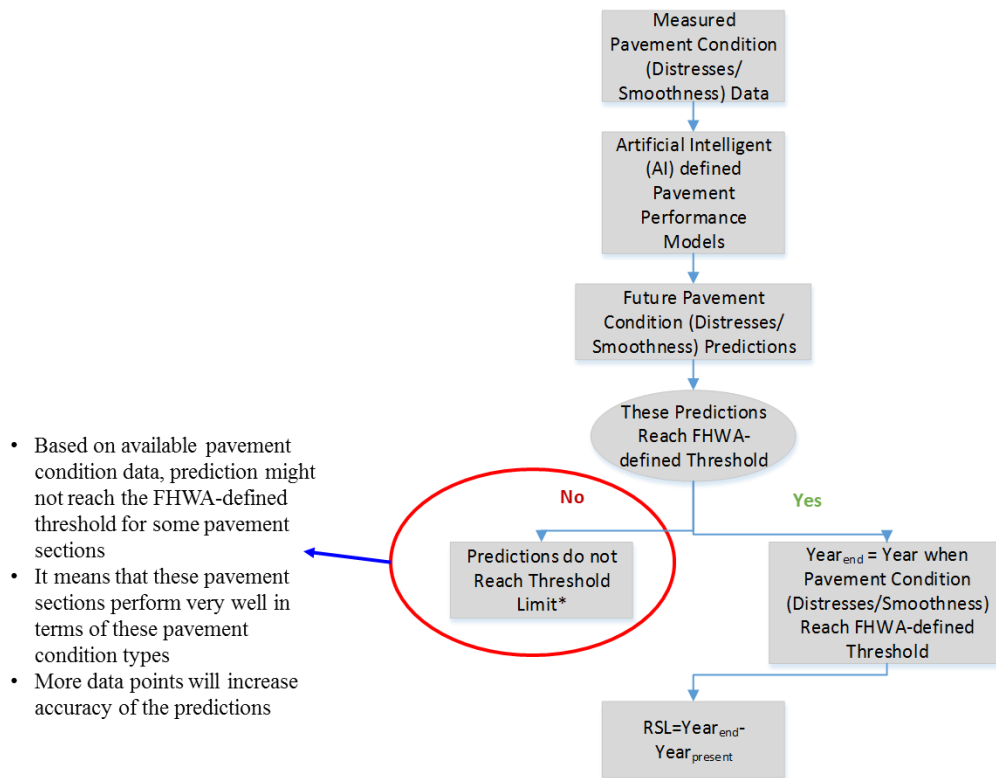 Measured
Pavement Condition
(Distresses/
Smoothness) Data
Artificial Intelligent
(AI) defined
Pavement
Performance
Models
Future Pavement
Condition (Distresses/
Smoothness) Predictions
These Predictions
Reach FHWA-
defined Threshold
No
Yes
Predictions do not
Reach Threshold
Limit*
Year_end = Year when
Pavement Condition
(Distresses/Smoothness)
Reach FHWA-defined
Threshold
RSL=Year_end-
Year_present
• Based on available pavement
condition data, prediction might
not reach the FHWA-defined
threshold for some pavement
sections
• It means that these pavement
sections perform very well in
terms of these pavement
condition types
• More data points will increase
accuracy of the predictions